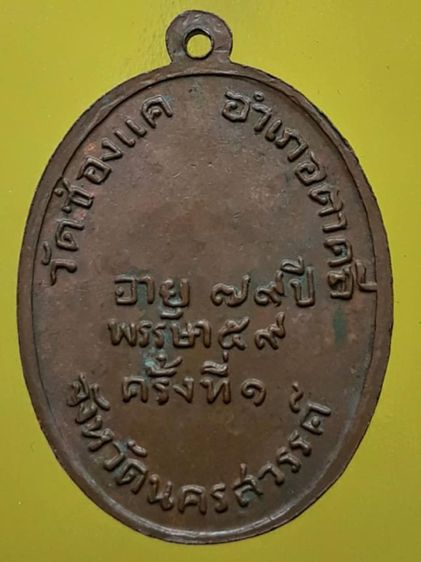 วัดช่องแค อำเภอตาคลี
อายุ ๗๙ ปี
พรรษา ๕๙
ครั้งที่ ๑
จังหวัดนครสวรรค์